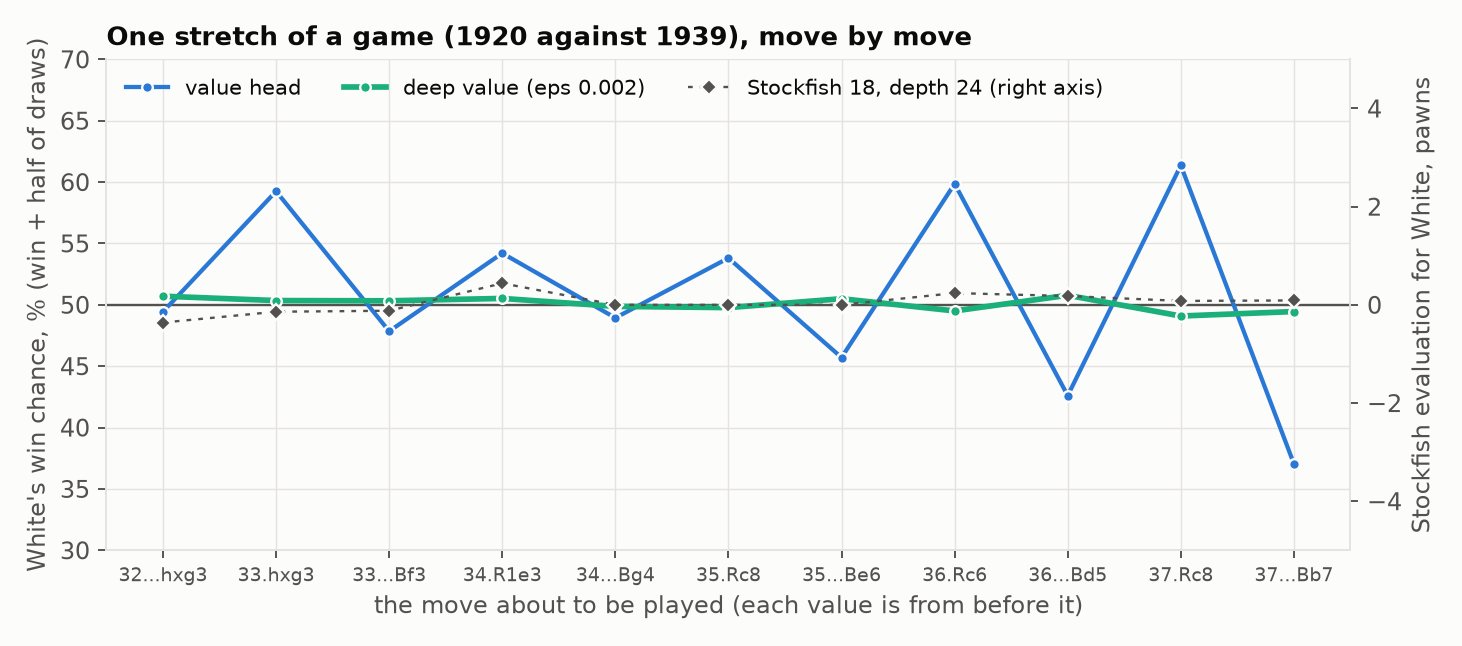 One stretch of a game (1920 against 1939), move by move
value head
deep value (eps 0.002)
Stockfish 18, depth 24 (right axis)
White's win chance, % (win + half of draws)
70
65
60
55
50
45
40
35
30
4
2
0
−2
−4
Stockfish evaluation for White, pawns
32...hxg3 33.hxg3 33...Bf3 34.R1e3 34...Bg4 35.Rc8 35...Be6 36.Rc6 36...Bd5 37.Rc8 37...Bb7
the move about to be played (each value is from before it)